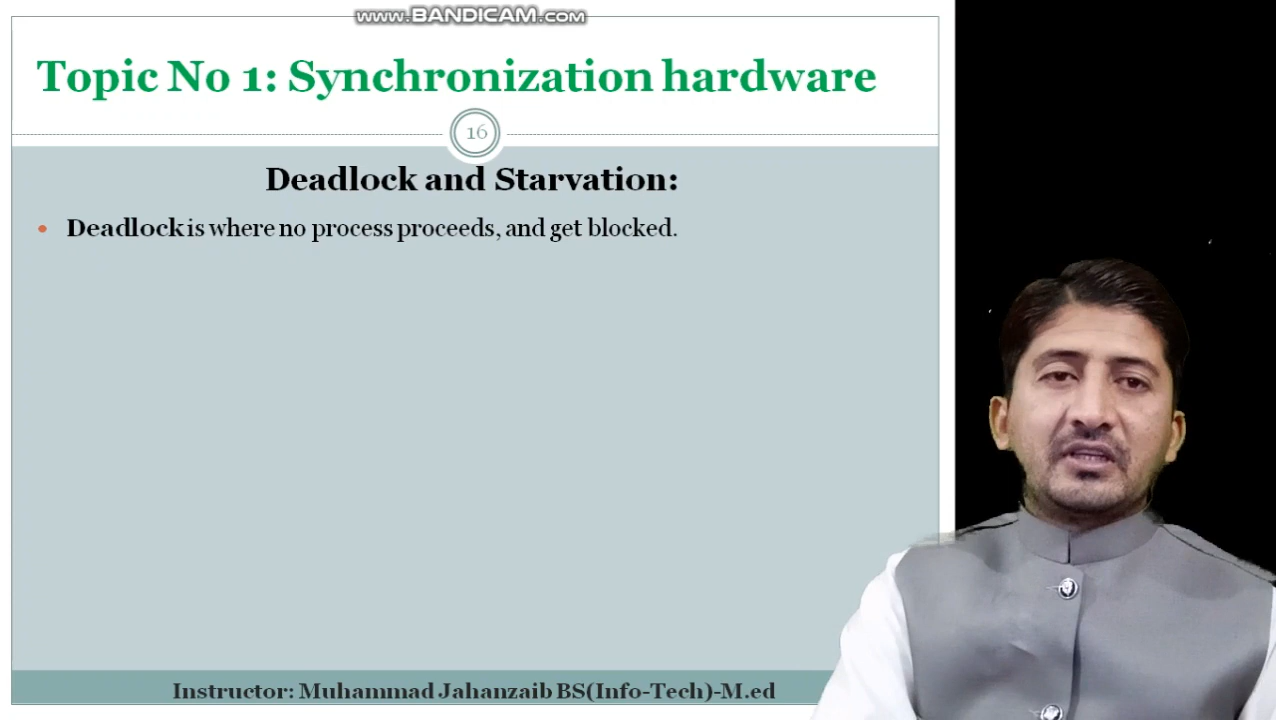 www.BANDICAM.com
Topic No 1: Synchronization hardware
16
Deadlock and Starvation:
• Deadlock is where no process proceeds, and get blocked.
Instructor: Muhammad Jahanzaib BS(Info-Tech)-M.ed